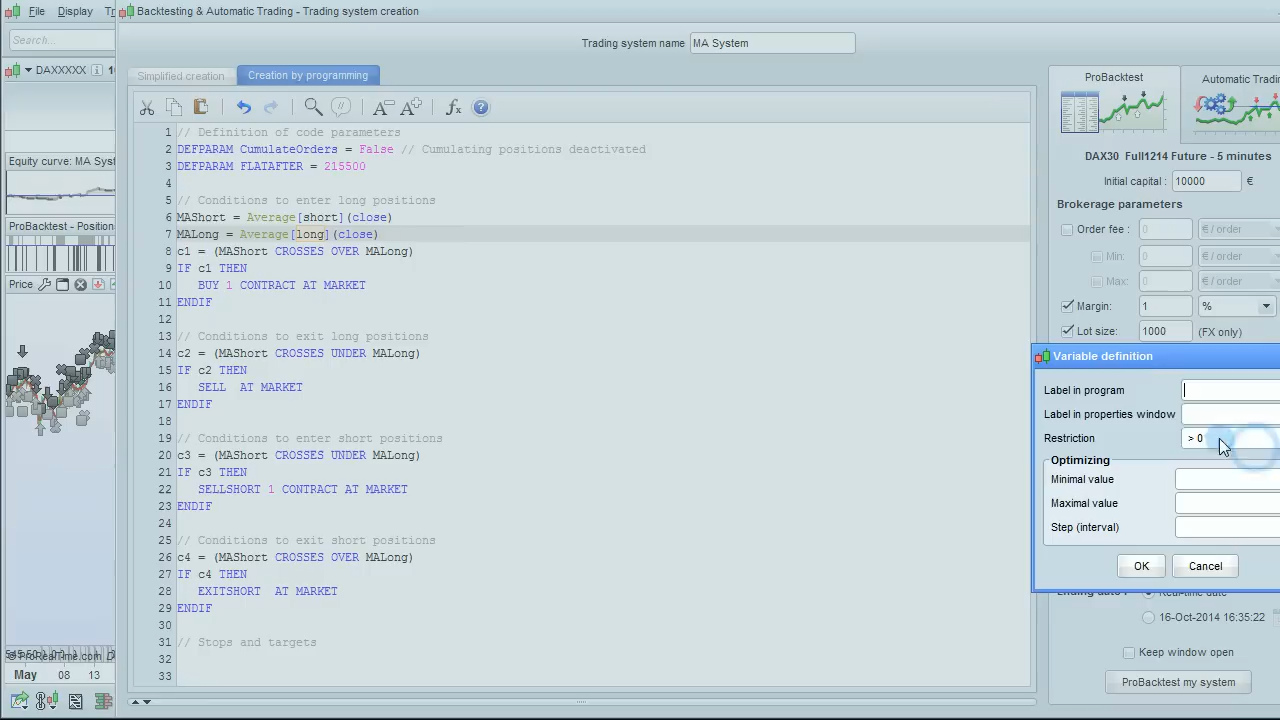 File Display
Backtesting & Automatic Trading - Trading system creation
Search...
Trading system name MA System
DAXXXXX
Simplified creation Creation by programming
ProBacktest
Automatic Tradin
1 // Definition of code parameters
2 DEFPARAM CumulateOrders = False // Cumulating positions deactivated
3 DEFPARAM FLATAFTER = 215500
4
5 // Conditions to enter long positions
6 MAShort = Average[short](close)
7 MALong = Average[long](close)
8 c1 = (MAShort CROSSES OVER MALong)
9 IF c1 THEN
10 BUY 1 CONTRACT AT MARKET
11 ENDIF
12
13 // Conditions to exit long positions
14 c2 = (MAShort CROSSES UNDER MALong)
15 IF c2 THEN
16 SELL AT MARKET
17 ENDIF
18
19 // Conditions to enter short positions
20 c3 = (MAShort CROSSES UNDER MALong)
21 IF c3 THEN
22 SELLSHORT 1 CONTRACT AT MARKET
23 ENDIF
24
25 // Conditions to exit short positions
26 c4 = (MAShort CROSSES OVER MALong)
27 IF c4 THEN
28 EXITSHORT AT MARKET
29 ENDIF
30
31 // Stops and targets
32
33
Equity curve: MA Syst
ProBacktest - Position
Price
May 08 13
DAX30 Full1214 Future - 5 minutes
Initial capital : 10000 €
Brokerage parameters
Order fee : 0 € / order
Min: 0 € / order
Max: 0 € / order
Margin: 1 %
Lot size: 1000 (FX only)
Variable definition
Label in program
Label in properties window
Restriction > 0
Optimizing
Minimal value
Maximal value
Step (interval)
OK Cancel
Real-time date
16-Oct-2014 16:35:22
Keep window open
ProBacktest my system